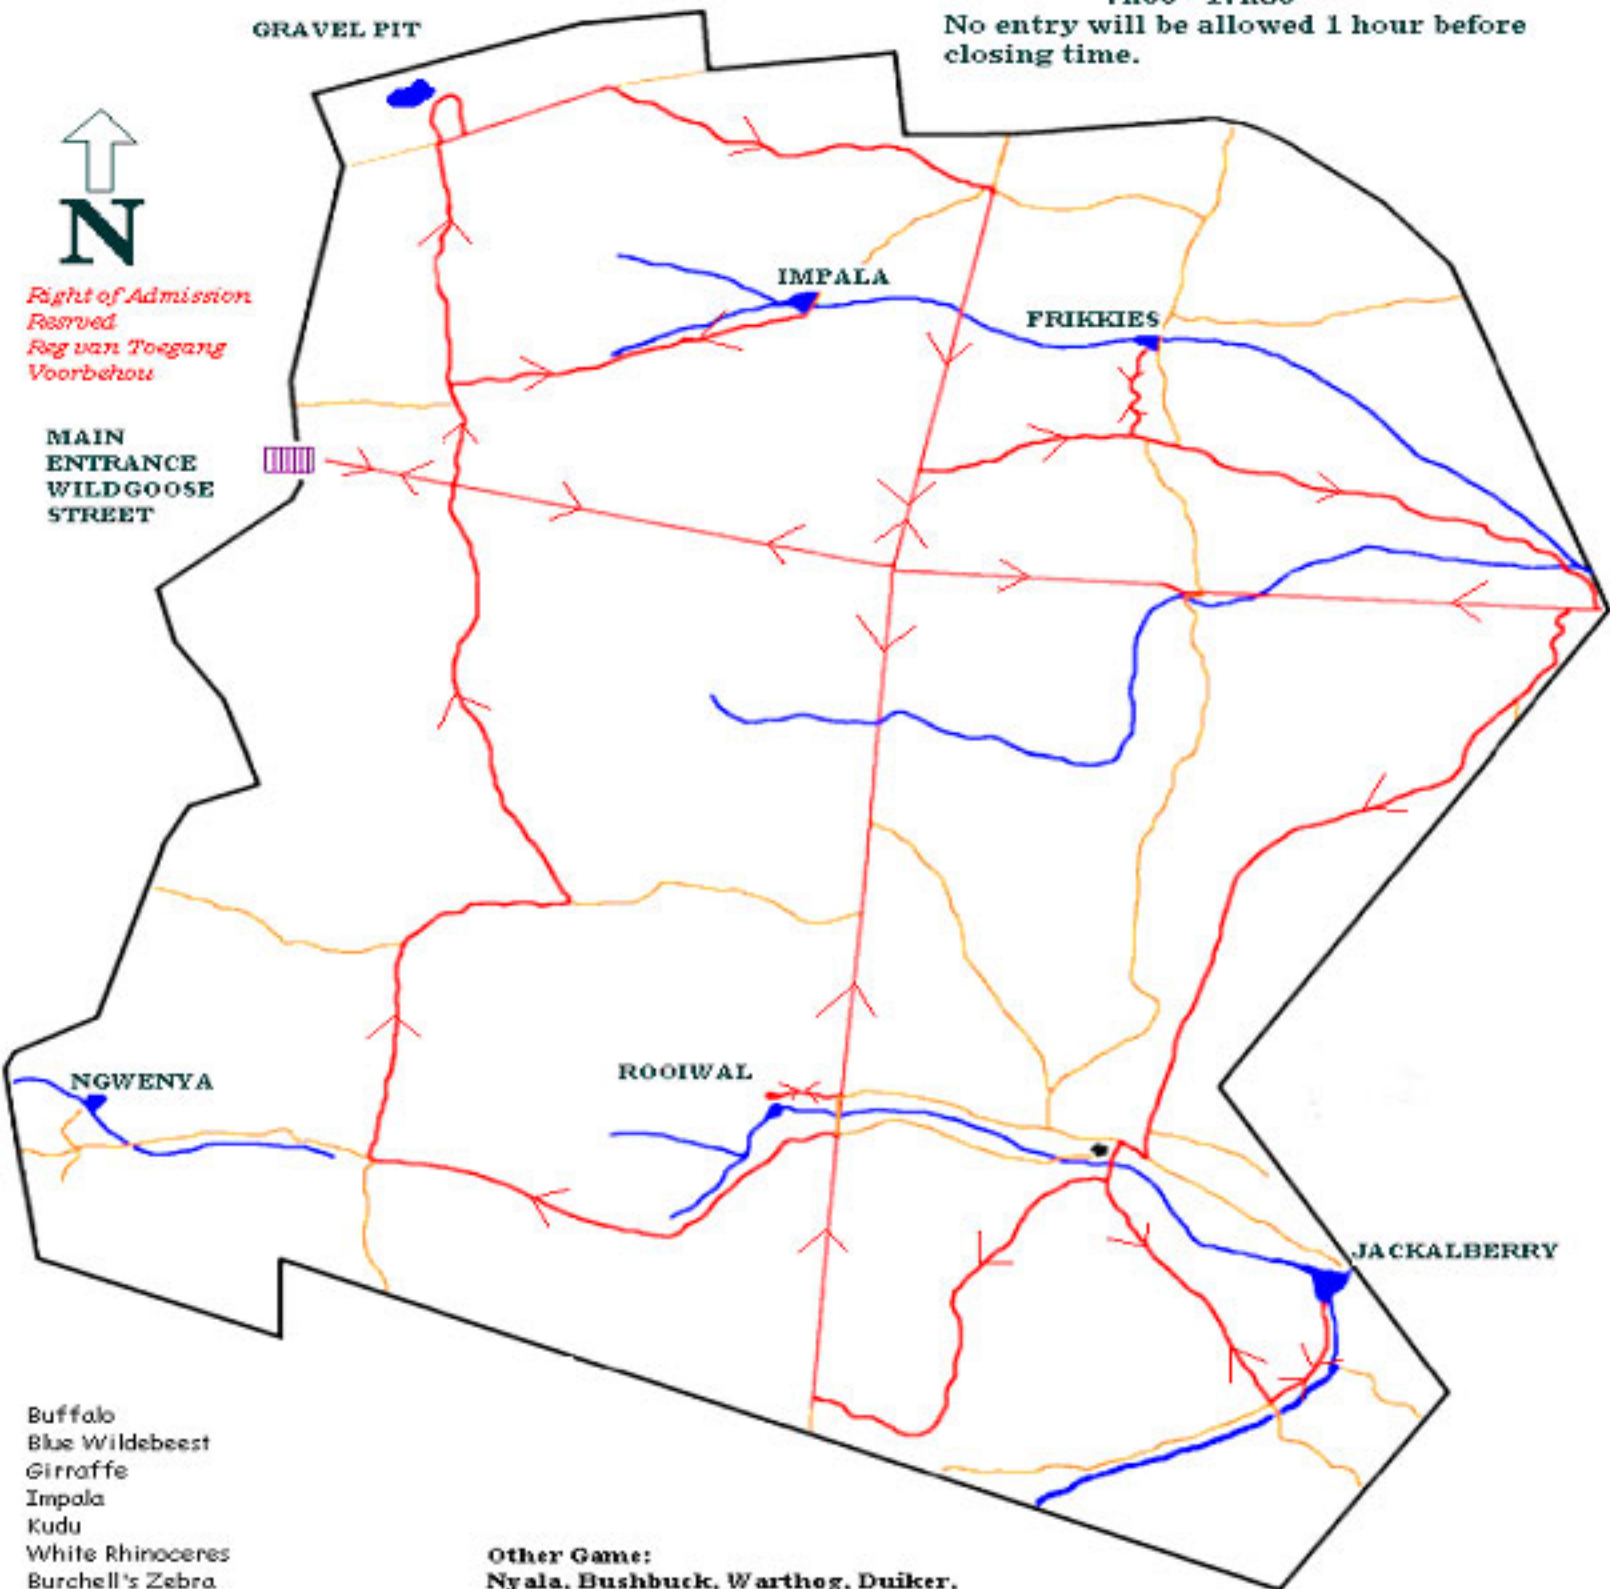 No entry will be allowed 1 hour before
closing time.
GRAVEL PIT
N
Right of Admission
Resrved
Reg van Toegang
Voorbehou
IMPALA
FRIKKIES
MAIN
ENTRANCE
WILDGOOSE
STREET
ROOIWAL
NGWENYA
JACKALBERRY
Buffalo
Blue Wildebeest
Girraffe
Impala
Kudu
White Rhinoceres
Burchell's Zebra
Other Game:
Nyala, Bushbuck, Warthog, Duiker,